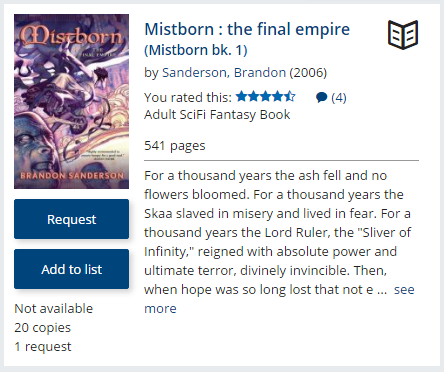 Mistborn
THE FINAL EMPIRE
BRANDON SANDERSON
Request
Add to list
Not available
20 copies
1 request
Mistborn : the final empire
(Mistborn bk. 1)
by Sanderson, Brandon (2006)
You rated this: (4)
Adult SciFi Fantasy Book
541 pages
For a thousand years the ash fell and no
flowers bloomed. For a thousand years the
Skaa slaved in misery and lived in fear. For a
thousand years the Lord Ruler, the "Sliver of
Infinity," reigned with absolute power and
ultimate terror, divinely invincible. Then,
when hope was so long lost that not e ... see
more